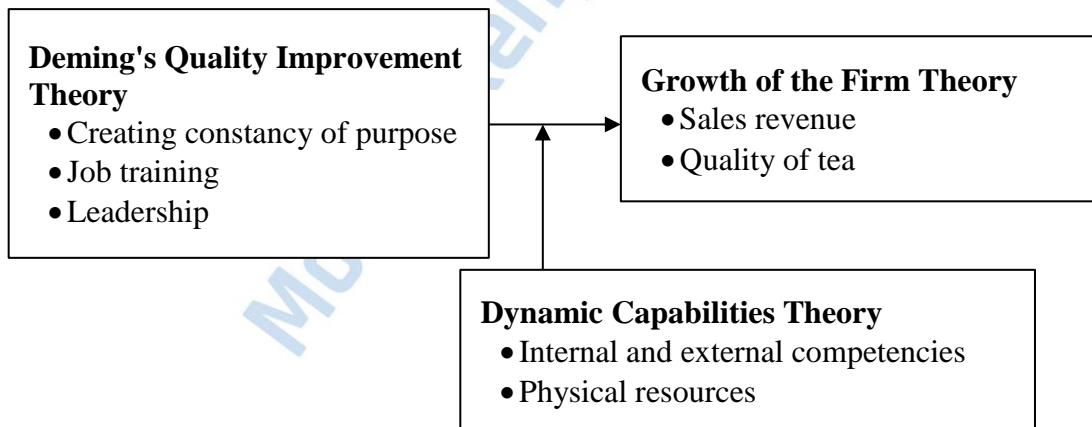 Deming's Quality Improvement
Theory
• Creating constancy of purpose
• Job training
• Leadership
Growth of the Firm Theory
• Sales revenue
• Quality of tea
Dynamic Capabilities Theory
• Internal and external competencies
• Physical resources